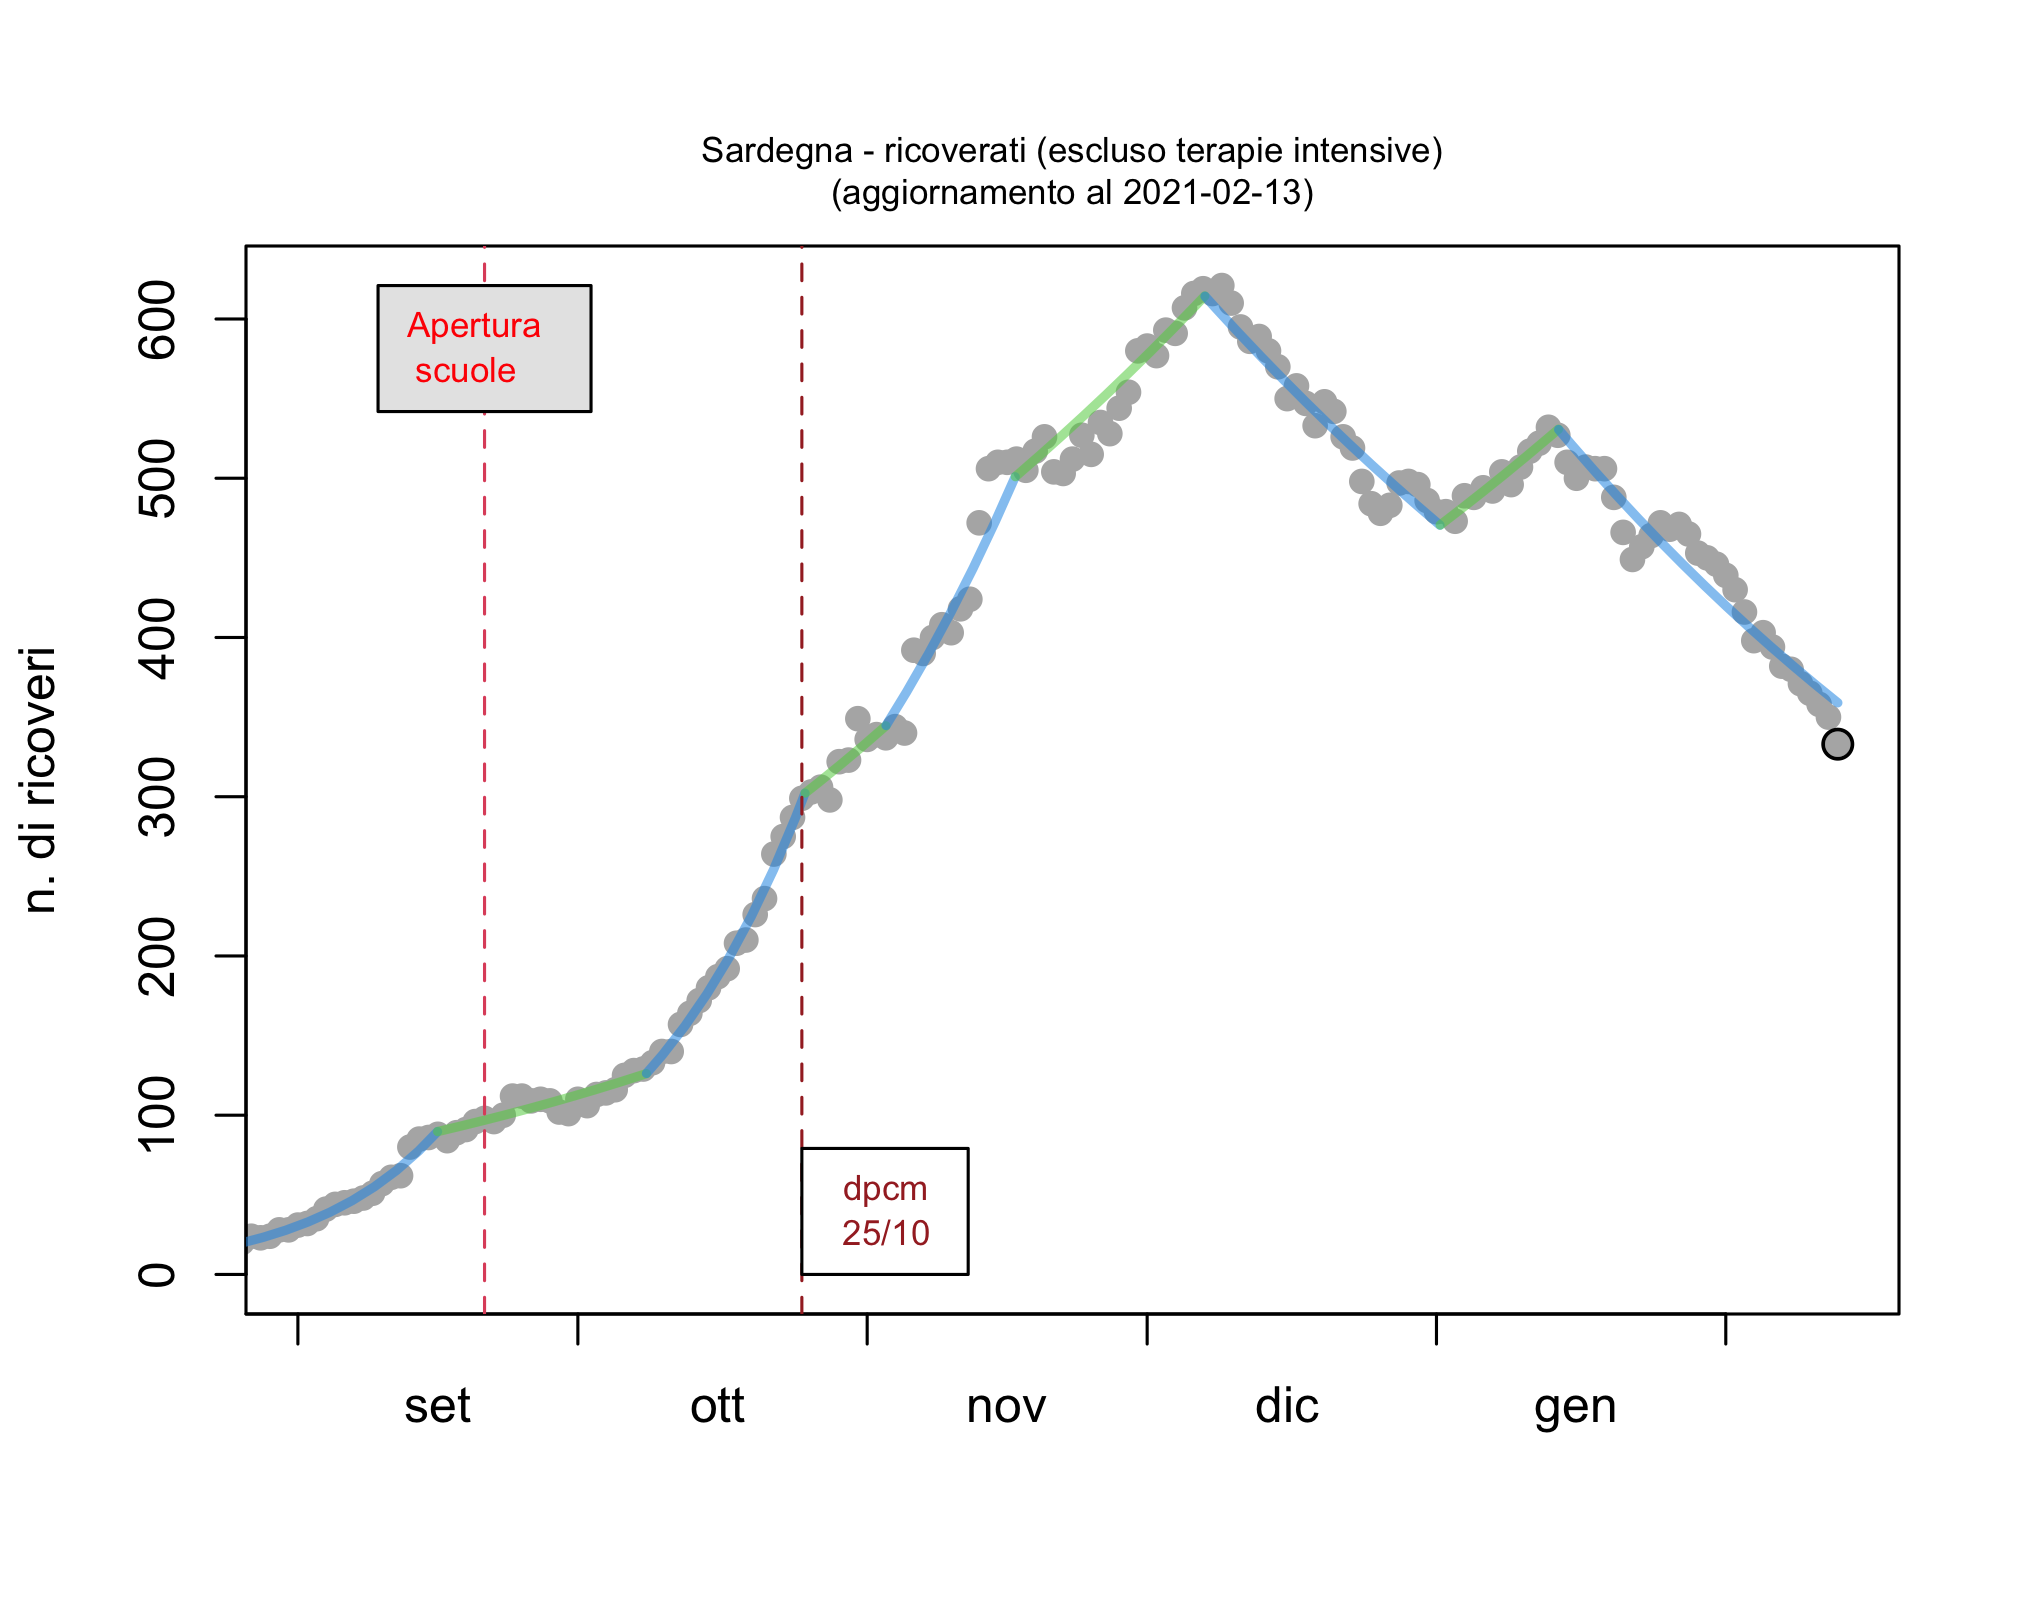 Sardegna - ricoverati (escluso terapie intensive)
(aggiornamento al 2021-02-13)
n. di ricoveri
600
500
400
300
200
100
0
Apertura
scuole
dpcm
25/10
set
ott
nov
dic
gen